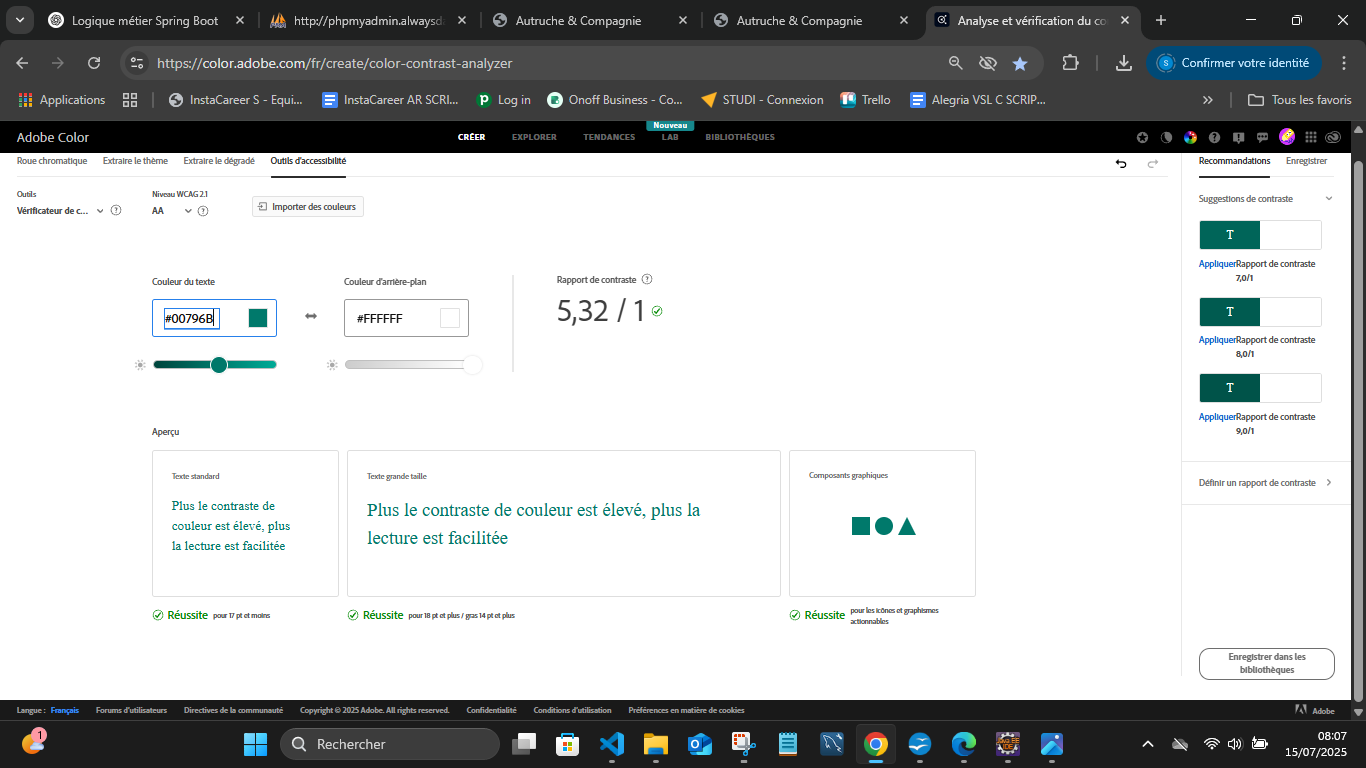 Logique métier Spring Boot
http://phpmyadmin.alwaysda
Autruche & Compagnie
Autruche & Compagnie
Analyse et vérification du co
https://color.adobe.com/fr/create/color-contrast-analyzer
S
Confirmer votre identité
Applications
InstaCareer S - Equi...
InstaCareer AR SCRI...
Log in
Onoff Business - Co...
STUDI - Connexion
Trello
Alegria VSL C SCRIP...
Tous les favoris
Adobe Color
CRÉER
EXPLORER
TENDANCES
Nouveau
LAB
BIBLIOTHÈQUES
Roue chromatique
Extraire le thème
Extraire le dégradé
Outils d'accessibilité
Recommandations
Enregistrer
Outils
Vérificateur de c...
Niveau WCAG 2.1
AA
Importer des couleurs
Suggestions de contraste
T
AppliquerRapport de contraste
7,0/1
T
AppliquerRapport de contraste
8,0/1
T
AppliquerRapport de contraste
9,0/1
Définir un rapport de contraste
Enregistrer dans les
bibliothèques
Couleur du texte
#00796B
Couleur d'arrière-plan
#FFFFFF
Rapport de contraste
5,32 / 1
Aperçu
Texte standard
Plus le contraste de
couleur est élevé, plus
la lecture est facilitée
Réussite pour 17 pt et moins
Texte grande taille
Plus le contraste de couleur est élevé, plus la
lecture est facilitée
Réussite pour 18 pt et plus / gras 14 pt et plus
Composants graphiques
Réussite pour les icônes et graphismes
actionnables
Langue : Français
Forums d'utilisateurs
Directives de la communauté
Copyright © 2025 Adobe. All rights reserved.
Confidentialité
Conditions d'utilisation
Préférences en matière de cookies
Adobe
1
Rechercher
08:07
15/07/2025